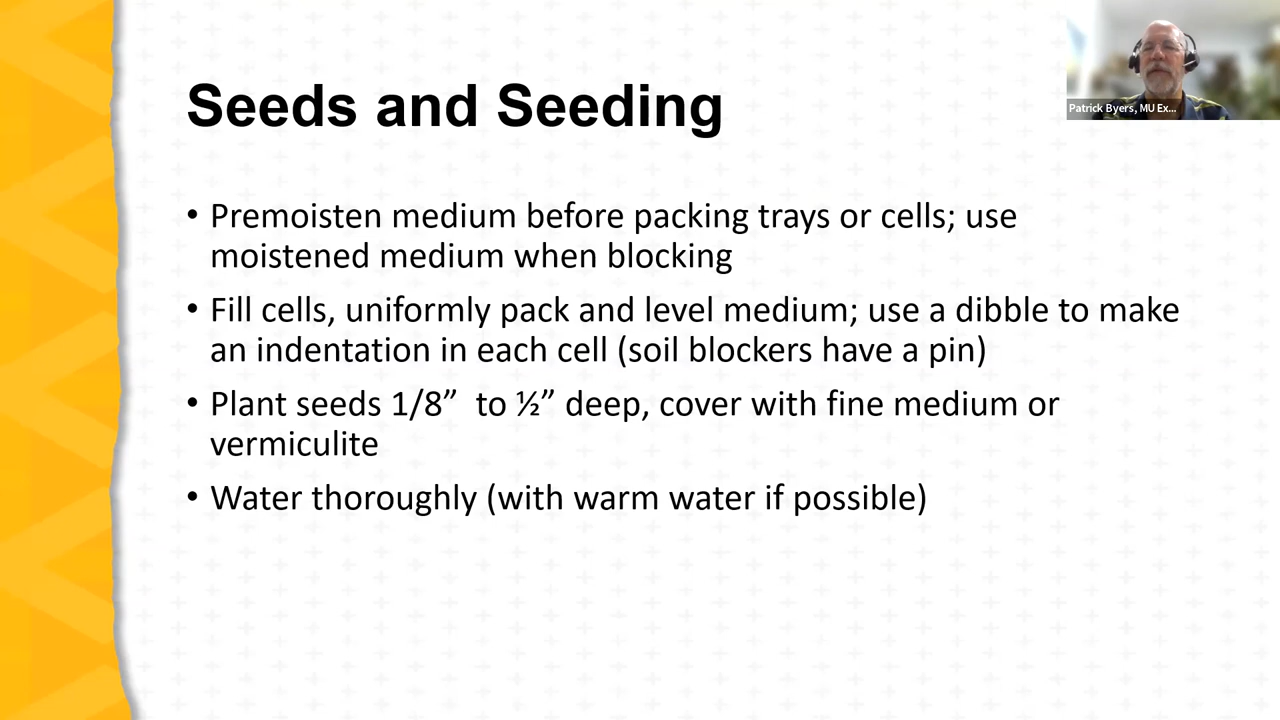 Patrick Byers, MU Ex...
Seeds and Seeding
• Premoisten medium before packing trays or cells; use
moistened medium when blocking
• Fill cells, uniformly pack and level medium; use a dibble to make
an indentation in each cell (soil blockers have a pin)
• Plant seeds 1/8”  to ½” deep, cover with fine medium or
vermiculite
• Water thoroughly (with warm water if possible)